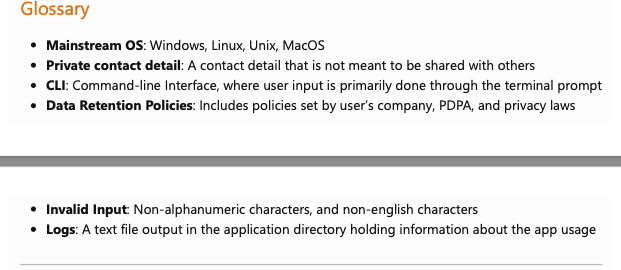 Glossary
• Mainstream OS: Windows, Linux, Unix, MacOS
• Private contact detail: A contact detail that is not meant to be shared with others
• CLI: Command-line Interface, where user input is primarily done through the terminal prompt
• Data Retention Policies: Includes policies set by user’s company, PDPA, and privacy laws
• Invalid Input: Non-alphanumeric characters, and non-english characters
• Logs: A text file output in the application directory holding information about the app usage